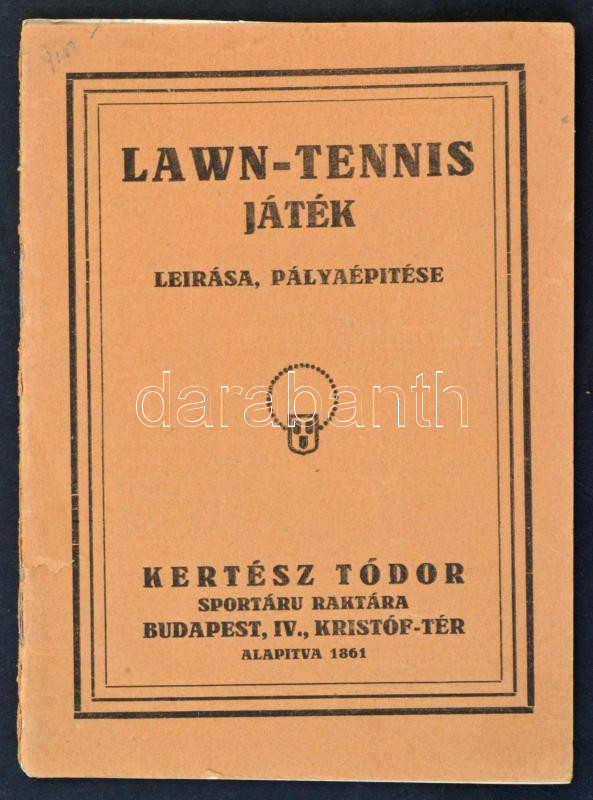 LAWN-TENNIS
JÁTÉK
LEIRÁSA, PÁLYAÉPITÉSE
darabanth
KERTÉSZ TÓDOR
SPORTÁRU RAKTÁRA
BUDAPEST, IV., KRISTÓF-TÉR
ALAPITVA 1861